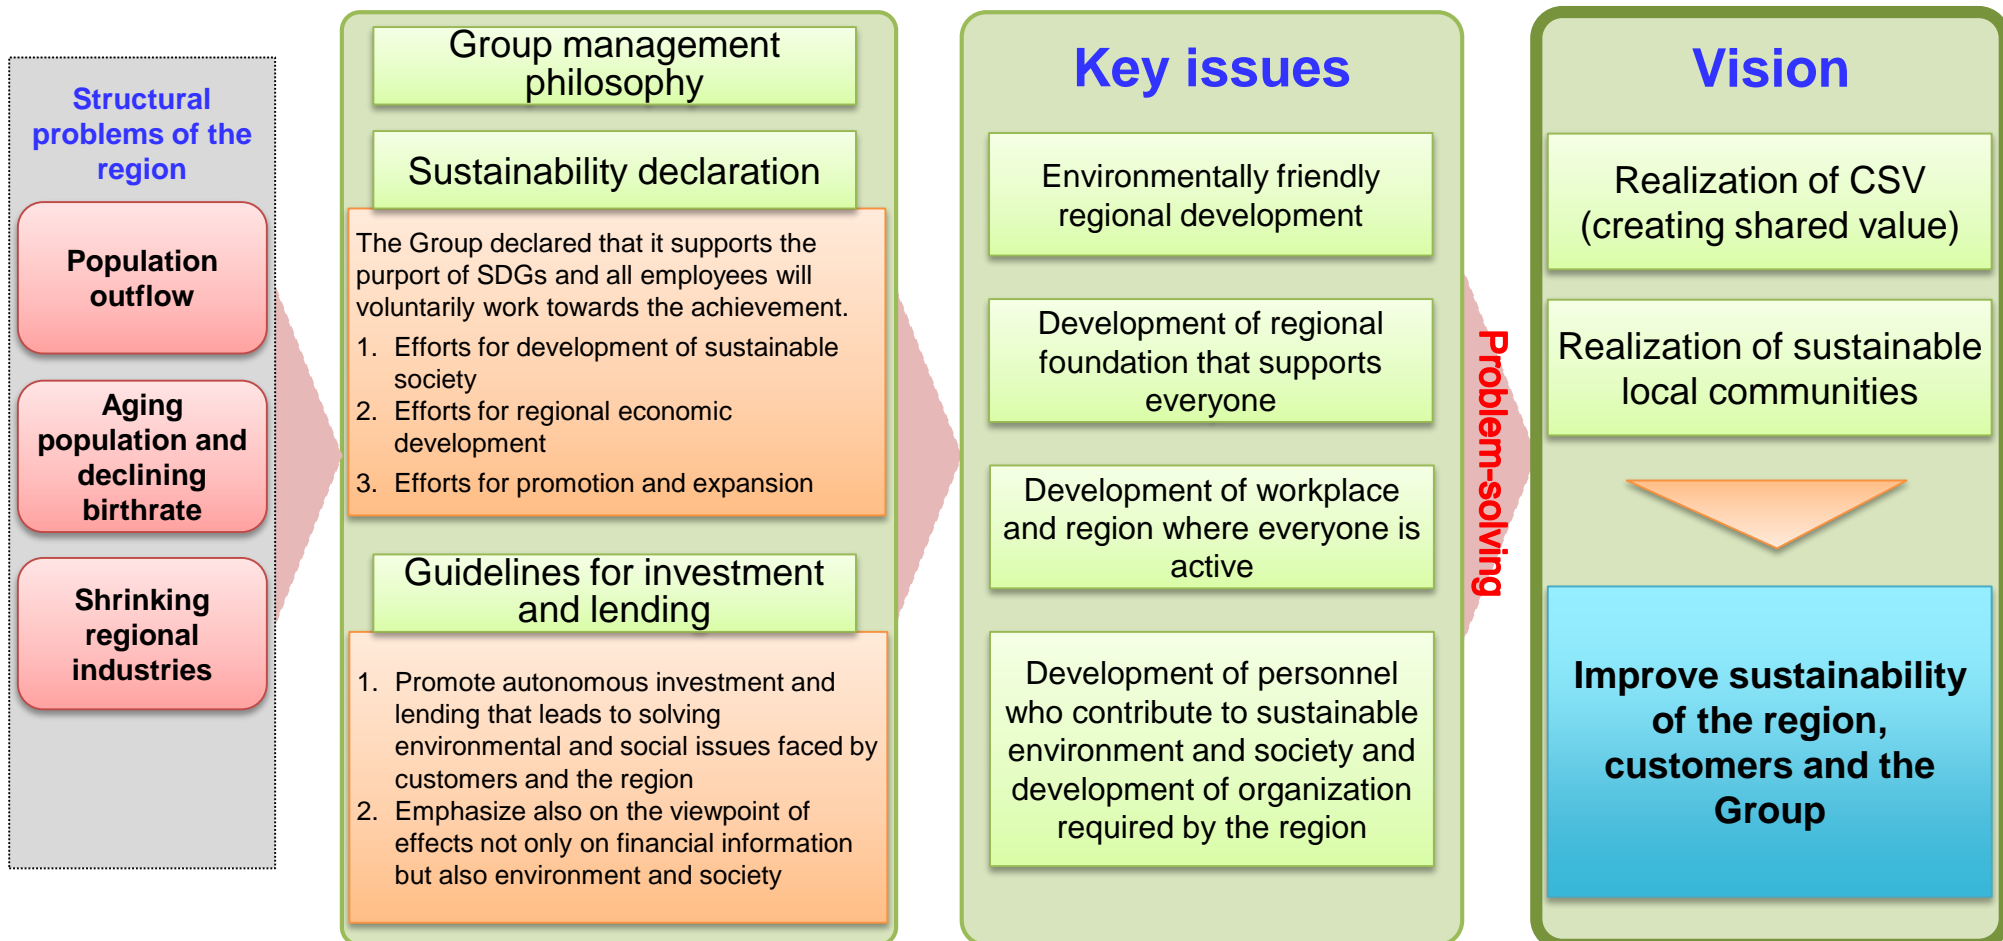 Structural
problems of the
region
Population
outflow
Aging
population and
declining
birthrate
Shrinking
regional
industries
Group management
philosophy
Sustainability declaration
The Group declared that it supports the
purport of SDGs and all employees will
voluntarily work towards the achievement.
1. Efforts for development of sustainable
society
2. Efforts for regional economic
development
3. Efforts for promotion and expansion
Guidelines for investment
and lending
1. Promote autonomous investment and
lending that leads to solving
environmental and social issues faced by
customers and the region
2. Emphasize also on the viewpoint of
effects not only on financial information
but also environment and society
Key issues
Environmentally friendly
regional development
Development of regional
foundation that supports
everyone
Development of workplace
and region where everyone is
active
Development of personnel
who contribute to sustainable
environment and society and
development of organization
required by the region
Problem-solving
Vision
Realization of CSV
(creating shared value)
Realization of sustainable
local communities
Improve sustainability
of the region,
customers and the
Group